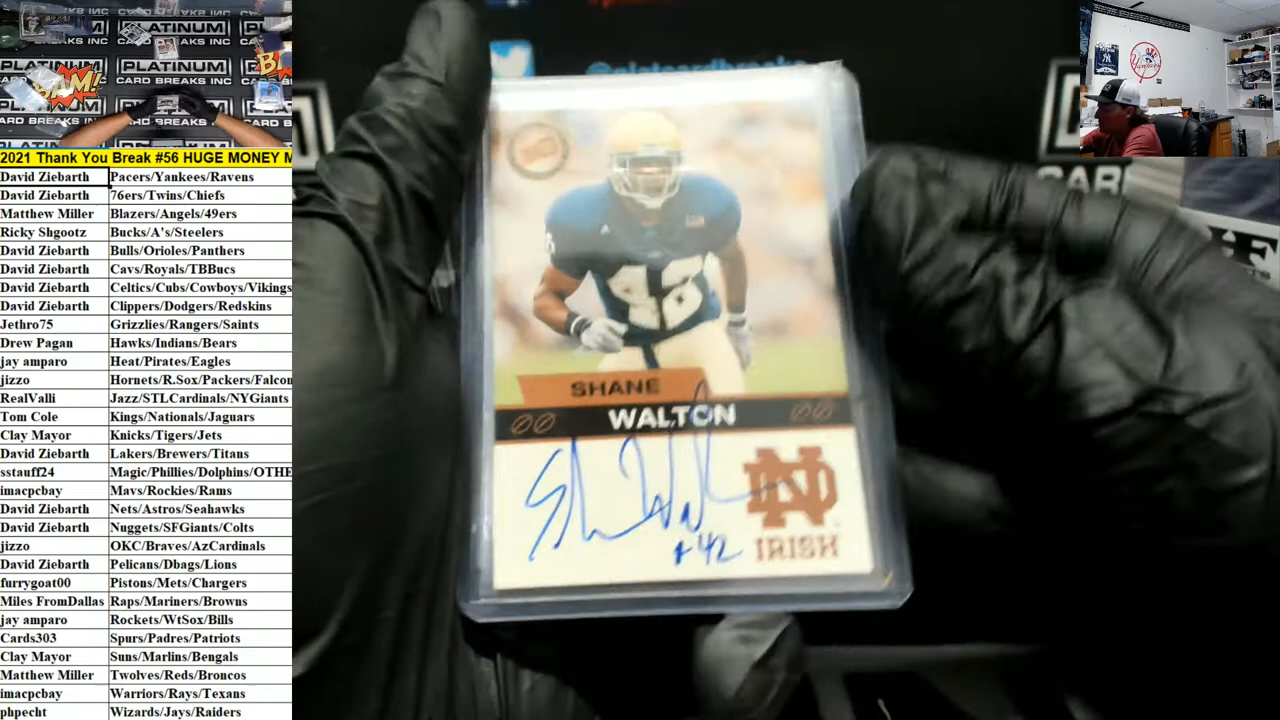 PLATINUM
CARD BREAKS INC
BAM!
2021 Thank You Break #56 HUGE MONEY M
David Ziebarth Pacers/Yankees/Ravens
David Ziebarth 76ers/Twins/Chiefs
Matthew Miller Blazers/Angels/49ers
Ricky Shgootz Bucks/A's/Steelers
David Ziebarth Bulls/Orioles/Panthers
David Ziebarth Cavs/Royals/TBBucs
David Ziebarth Celtics/Cubs/Cowboys/Vikings
David Ziebarth Clippers/Dodgers/Redskins
Jethro75 Grizzlies/Rangers/Saints
Drew Pagan Hawks/Indians/Bears
jay amparo Heat/Pirates/Eagles
jizzo Hornets/R.Sox/Packers/Falcon
RealValli Jazz/STLCardinals/NYGiants
Tom Cole Kings/Nationals/Jaguars
Clay Mayor Knicks/Tigers/Jets
David Ziebarth Lakers/Brewers/Titans
sstauff24 Magic/Phillies/Dolphins/OTHE
imacpcbay Mavs/Rockies/Rams
David Ziebarth Nets/Astros/Seahawks
David Ziebarth Nuggets/SFGiants/Colts
jizzo OKC/Braves/AzCardinals
David Ziebarth Pelicans/Dbags/Lions
furrygoat00 Pistons/Mets/Chargers
Miles FromDallas Raps/Mariners/Browns
jay amparo Rockets/WtSox/Bills
Cards303 Spurs/Padres/Patriots
Clay Mayor Suns/Marlins/Bengals
Matthew Miller Twolves/Reds/Broncos
imacpcbay Warriors/Rays/Texans
phpecht Wizards/Jays/Raiders
@platcardbreaks
SHANE
WALTON
#42
ND
IRISH
CARD
Yankees